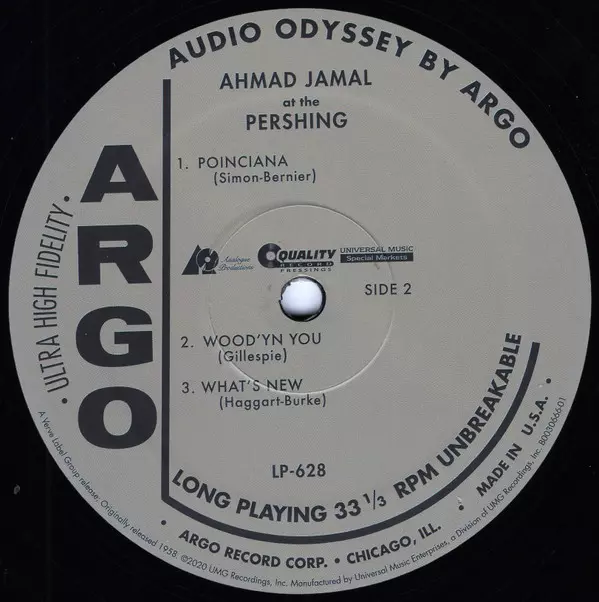 AUDIO ODYSSEY BY ARGO
AHMAD JAMAL
at the
PERSHING
1. POINCIANA
(Simon-Bernier)
ARGO
• ULTRA HIGH FIDELITY •
AP Analogue Productions
QUALITY
RECORD
PRESSINGS
UNIVERSAL MUSIC
Special Markets
SIDE 2
2. WOOD'YN YOU
(Gillespie)
3. WHAT'S NEW
(Haggart-Burke)
LP-628
LONG PLAYING 33 1/3 RPM UNBREAKABLE
• ARGO RECORD CORP. • CHICAGO, ILL. • MADE IN U.S.A. •
A Verve Label Group release; Originally released 1958. ©2020 UMG Recordings, Inc. Manufactured by Universal Music Enterprises, a Division of UMG Recordings, Inc. B003066601